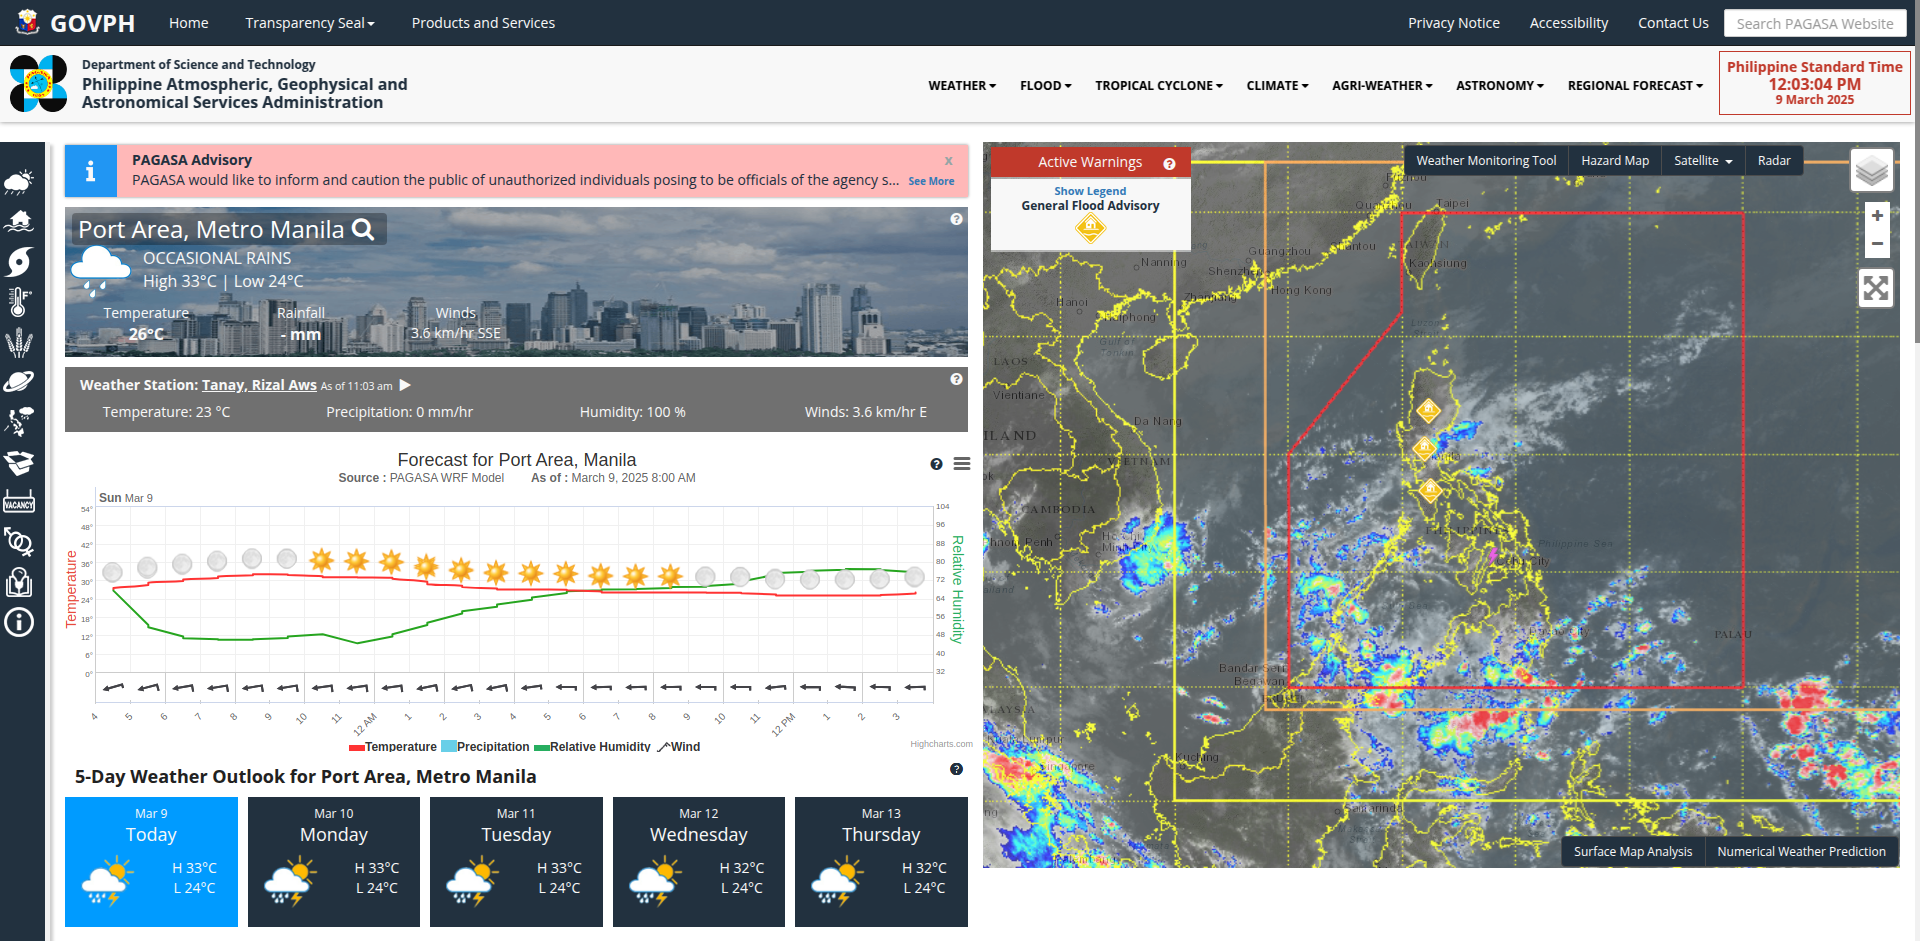 GOVPH
Home
Transparency Seal
Products and Services
Privacy Notice
Accessibility
Contact Us
Search PAGASA Website
Department of Science and Technology
Philippine Atmospheric, Geophysical and
Astronomical Services Administration
WEATHER
FLOOD
TROPICAL CYCLONE
CLIMATE
AGRI-WEATHER
ASTRONOMY
REGIONAL FORECAST
Philippine Standard Time
12:03:04 PM
9 March 2025
VACANCY
PAGASA Advisory
x
PAGASA would like to inform and caution the public of unauthorized individuals posing to be officials of the agency s... See More
Port Area, Metro Manila
OCCASIONAL RAINS
High 33°C | Low 24°C
Temperature
26°C
Rainfall
- mm
Winds
3.6 km/hr SSE
Weather Station: Tanay, Rizal Aws As of 11:03 am
Temperature: 23 °C
Precipitation: 0 mm/hr
Humidity: 100 %
Winds: 3.6 km/hr E
Forecast for Port Area, Manila
Source : PAGASA WRF Model As of : March 9, 2025 8:00 AM
Sun Mar 9
Temperature
54°
48°
42°
36°
30°
24°
18°
12°
6°
0°
Relative Humidity
104
96
88
80
72
64
56
48
40
32
4 5 6 7 8 9 10 11 12 AM 1 2 3 4 5 6 7 8 9 10 11 12 PM 1 2 3
Temperature Precipitation Relative Humidity Wind
Highcharts.com
5-Day Weather Outlook for Port Area, Metro Manila
Mar 9
Today
H 33°C
L 24°C
Mar 10
Monday
H 33°C
L 24°C
Mar 11
Tuesday
H 33°C
L 24°C
Mar 12
Wednesday
H 32°C
L 24°C
Mar 13
Thursday
H 32°C
L 24°C
Active Warnings
Show Legend
General Flood Advisory
Weather Monitoring Tool
Hazard Map
Satellite
Radar
+
−
Taipei
TAIWAN
Kaohsiung
Guangzhou
Shenzhen
Hong Kong
Nanning
Zhanjiang
Hanoi
Haiphong
LAOS
Vientiane
Da Nang
VIETNAM
CAMBODIA
Philippine Sea
PALAU
Bandar Seri
Begawan
Kuching
Singapore
Samarinda
Surface Map Analysis
Numerical Weather Prediction